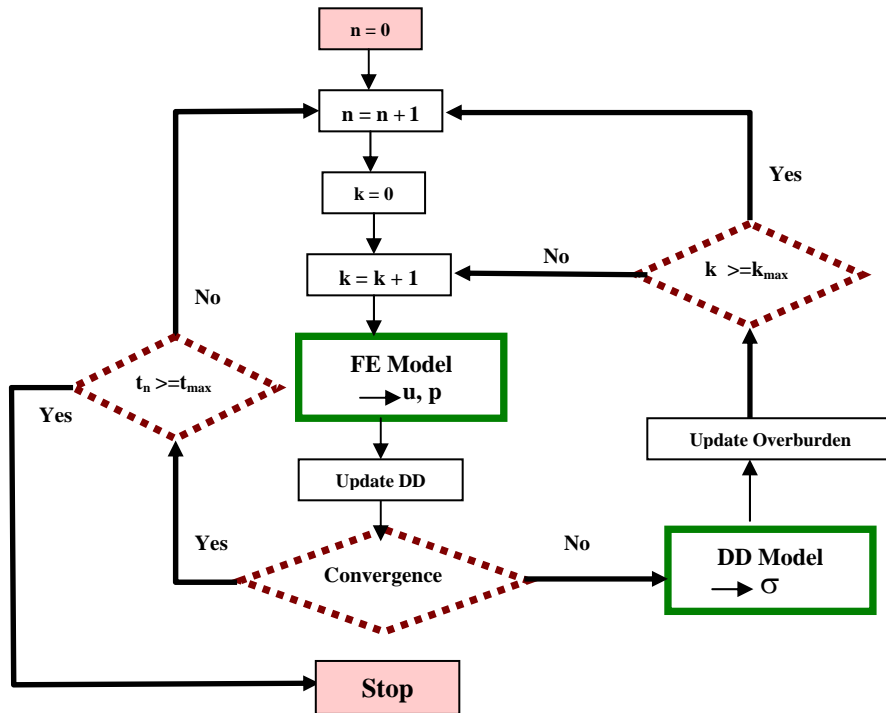 n = 0
n = n + 1
Yes
k = 0
No
k >=kmax
k = k + 1
No
FE Model
u, p
tn >=tmax
Yes
Update Overburden
Update DD
Yes
No
Convergence
DD Model
σ
Stop